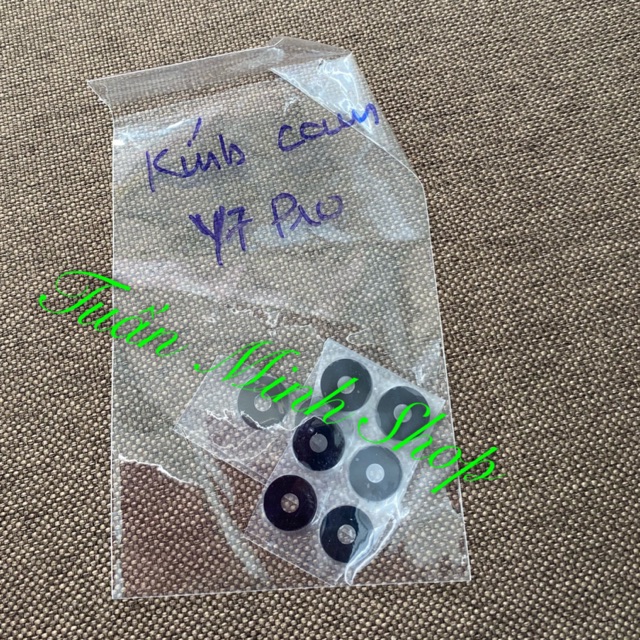 Kính cam
Y7 Pro
Tuấn Minh Shop